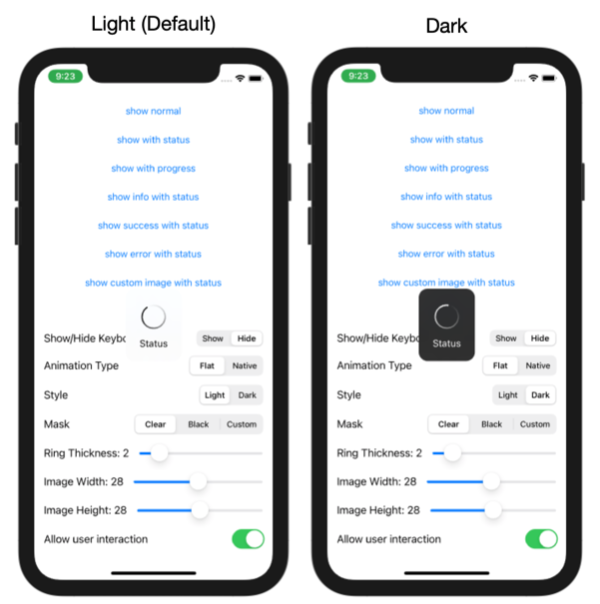 Light (Default)
9:23
show normal
show with status
show with progress
show info with status
show success with status
show error with status
show custom image with status
Status
Show/Hide Keybo
Show Hide
Animation Type
Flat Native
Style
Light Dark
Mask
Clear Black Custom
Ring Thickness: 2
Image Width: 28
Image Height: 28
Allow user interaction
Dark
9:23
show normal
show with status
show with progress
show info with status
show success with status
show error with status
show custom image with status
Status
Show/Hide Keybo
Show Hide
Animation Type
Flat Native
Style
Light Dark
Mask
Clear Black Custom
Ring Thickness: 2
Image Width: 28
Image Height: 28
Allow user interaction